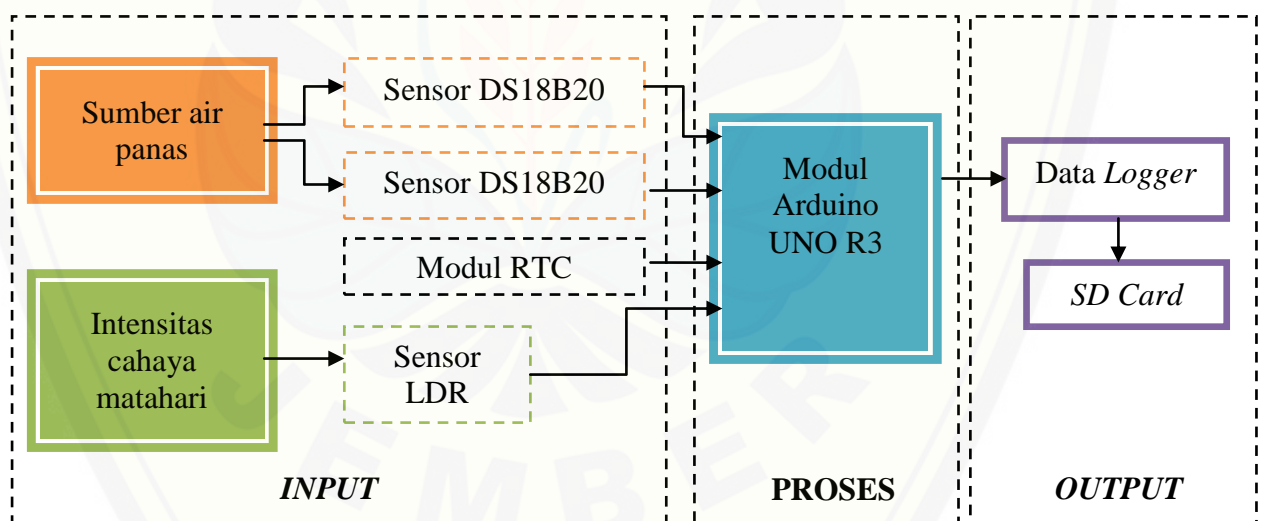 Sumber air
panas
Sensor DS18B20
Sensor DS18B20
Modul RTC
Intensitas
cahaya
matahari
Sensor
LDR
INPUT
Modul
Arduino
UNO R3
PROSES
Data Logger
SD Card
OUTPUT
JEMBER